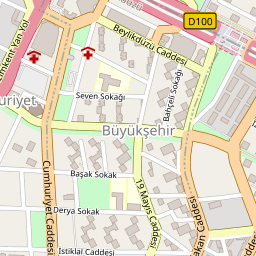 D100
Beylikdüzü Caddesi
Seven Sokağı
Bahçeli Sokağı
Büyükşehir
Başak Sokak
19 Mayıs Caddesi
Cumhuriyet Caddesi
Derya Sokak
İstiklal Caddesi